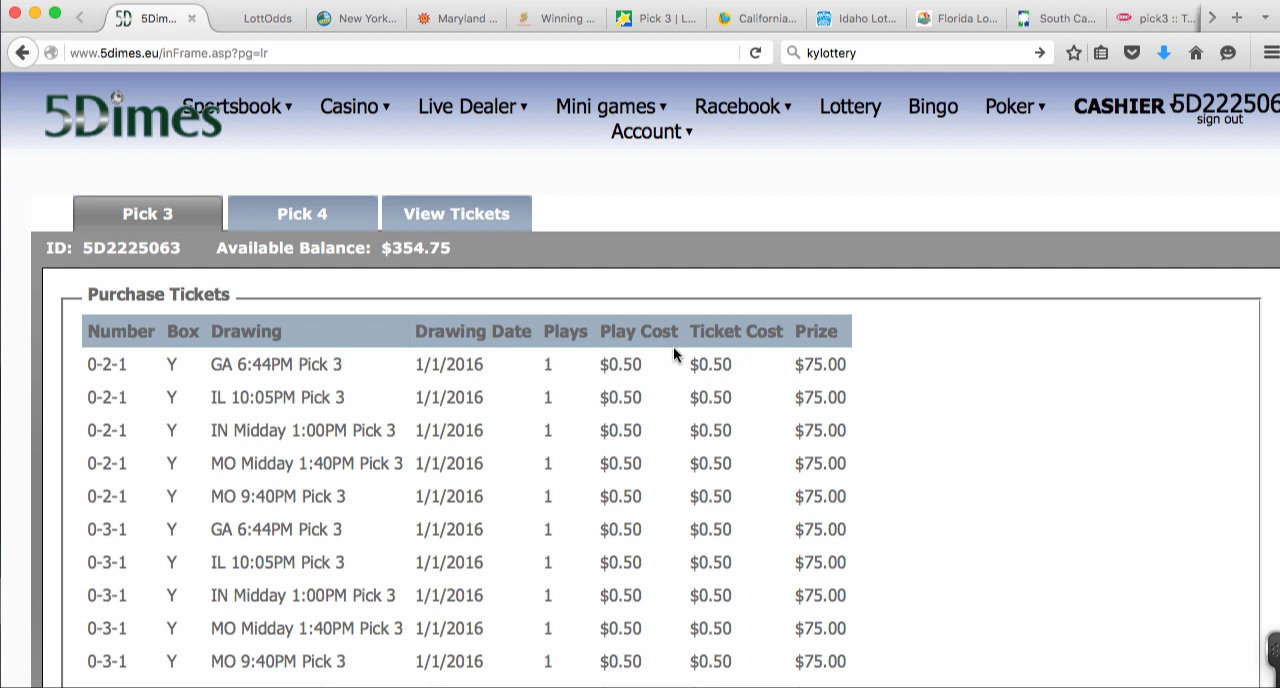 5Dim... LottOdds New York... Maryland ... Winning ... Pick 3 | L... California... Idaho Lot... Florida Lo... South Ca... pick3 :: T...
www.5dimes.eu/inFrame.asp?pg=lr kylottery
5Dimes Sportsbook Casino Live Dealer Mini games Racebook Lottery Bingo Poker CASHIER 5D222506
sign out
Account
Pick 3 Pick 4 View Tickets
ID: 5D2225063 Available Balance: $354.75
Purchase Tickets
Number Box Drawing Drawing Date Plays Play Cost Ticket Cost Prize
0-2-1 Y GA 6:44PM Pick 3 1/1/2016 1 $0.50 $0.50 $75.00
0-2-1 Y IL 10:05PM Pick 3 1/1/2016 1 $0.50 $0.50 $75.00
0-2-1 Y IN Midday 1:00PM Pick 3 1/1/2016 1 $0.50 $0.50 $75.00
0-2-1 Y MO Midday 1:40PM Pick 3 1/1/2016 1 $0.50 $0.50 $75.00
0-2-1 Y MO 9:40PM Pick 3 1/1/2016 1 $0.50 $0.50 $75.00
0-3-1 Y GA 6:44PM Pick 3 1/1/2016 1 $0.50 $0.50 $75.00
0-3-1 Y IL 10:05PM Pick 3 1/1/2016 1 $0.50 $0.50 $75.00
0-3-1 Y IN Midday 1:00PM Pick 3 1/1/2016 1 $0.50 $0.50 $75.00
0-3-1 Y MO Midday 1:40PM Pick 3 1/1/2016 1 $0.50 $0.50 $75.00
0-3-1 Y MO 9:40PM Pick 3 1/1/2016 1 $0.50 $0.50 $75.00